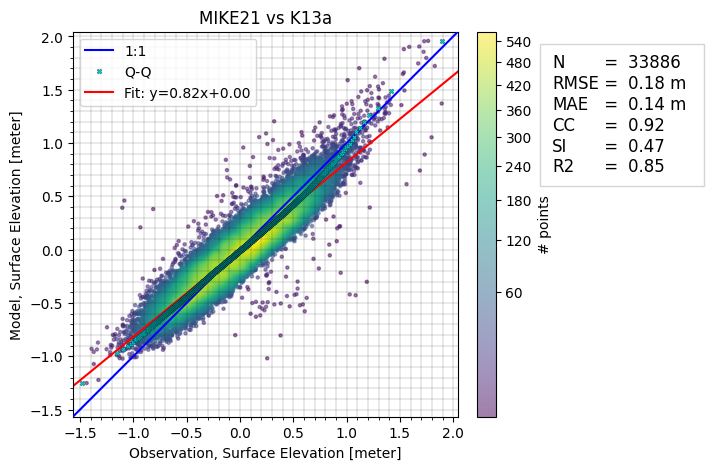 MIKE21 vs K13a
1:1
Q-Q
Fit: y=0.82x+0.00
Model, Surface Elevation [meter]
2.0
1.5
1.0
0.5
0.0
−0.5
−1.0
−1.5
−1.5 −1.0 −0.5 0.0 0.5 1.0 1.5 2.0
Observation, Surface Elevation [meter]
540
480
420
360
300
240
180
120
60
# points
N = 33886
RMSE = 0.18 m
MAE = 0.14 m
CC = 0.92
SI = 0.47
R2 = 0.85